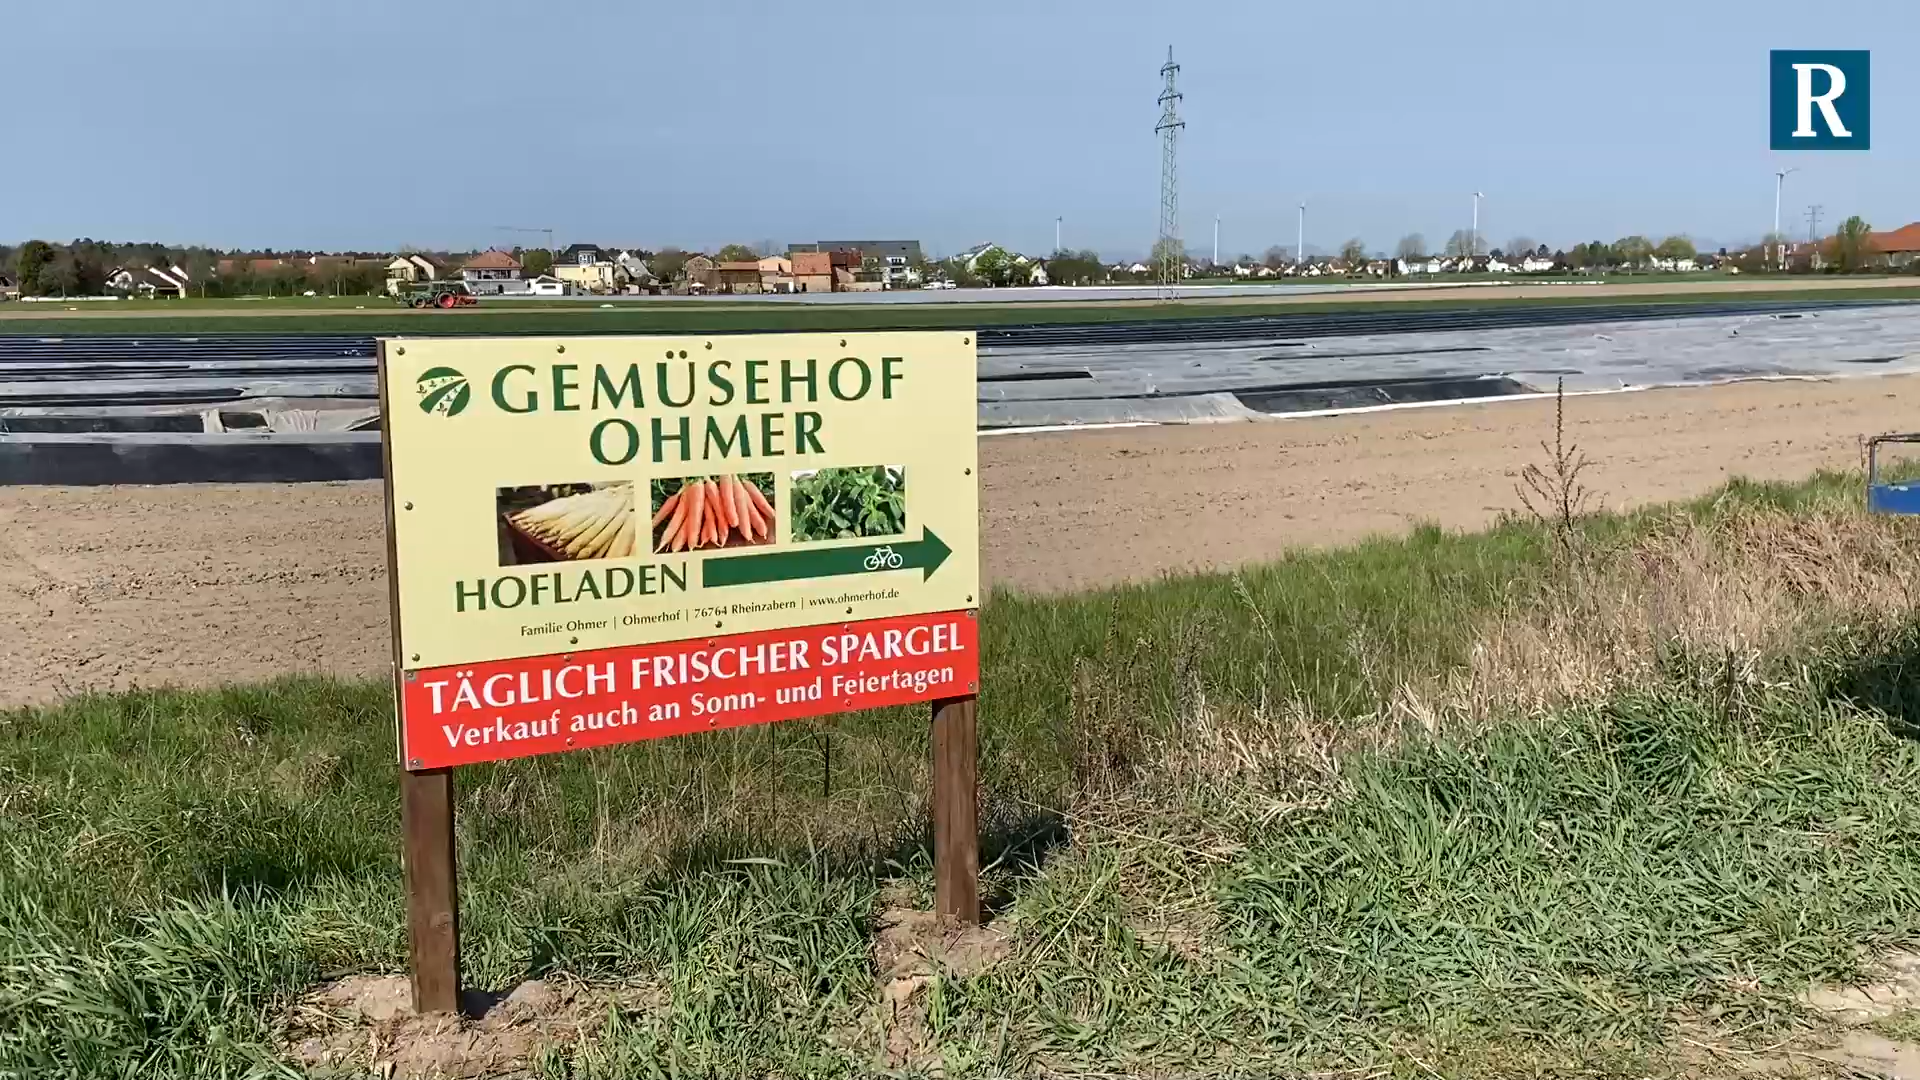 R
GEMÜSEHOF
OHMER
HOFLADEN
Familie Ohmer | Ohmerhof | 76764 Rheinzabern | www.ohmerhof.de
TÄGLICH FRISCHER SPARGEL
Verkauf auch an Sonn- und Feiertagen